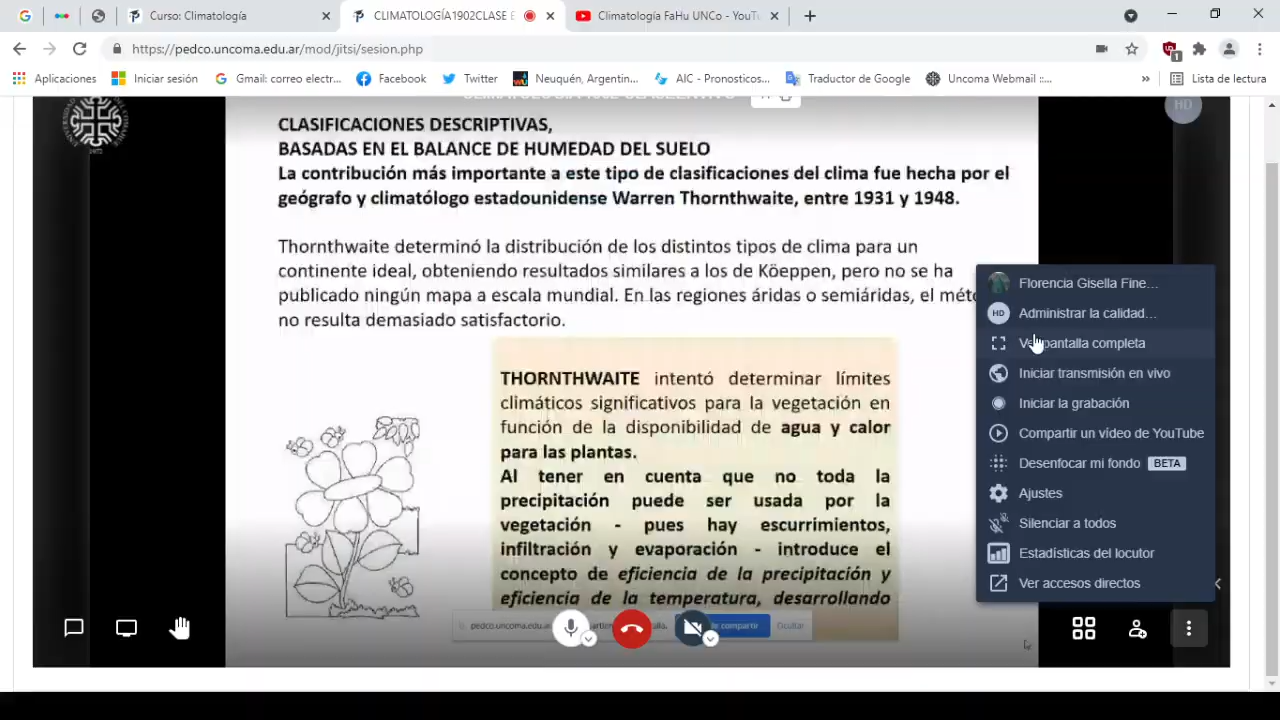 Curso: Climatología
CLIMATOLOGÍA1902CLASE E
Climatología FaHu UNCo - YouTu
https://pedco.uncoma.edu.ar/mod/jitsi/sesion.php
Aplicaciones
Iniciar sesión
Gmail: correo electr...
Facebook
Twitter
Neuquén, Argentin...
AIC - Pronosticos...
Traductor de Google
Uncoma Webmail ::...
»
Lista de lectura
HD
CLASIFICACIONES DESCRIPTIVAS,
BASADAS EN EL BALANCE DE HUMEDAD DEL SUELO
La contribución más importante a este tipo de clasificaciones del clima fue hecha por el
geógrafo y climatólogo estadounidense Warren Thornthwaite, entre 1931 y 1948.
Thornthwaite determinó la distribución de los distintos tipos de clima para un
continente ideal, obteniendo resultados similares a los de Köeppen, pero no se ha
publicado ningún mapa a escala mundial. En las regiones áridas o semiáridas, el méto
no resulta demasiado satisfactorio.
THORNTHWAITE intentó determinar límites
climáticos significativos para la vegetación en
función de la disponibilidad de agua y calor
para las plantas.
Al tener en cuenta que no toda la
precipitación puede ser usada por la
vegetación - pues hay escurrimientos,
infiltración y evaporación - introduce el
concepto de eficiencia de la precipitación y
eficiencia de la temperatura, desarrollando
pedco.uncoma.edu.ar
compartir
Ocultar
Florencia Gisella Fine...
HD Administrar la calidad...
Ver pantalla completa
Iniciar transmisión en vivo
Iniciar la grabación
Compartir un vídeo de YouTube
Desenfocar mi fondo BETA
Ajustes
Silenciar a todos
Estadísticas del locutor
Ver accesos directos